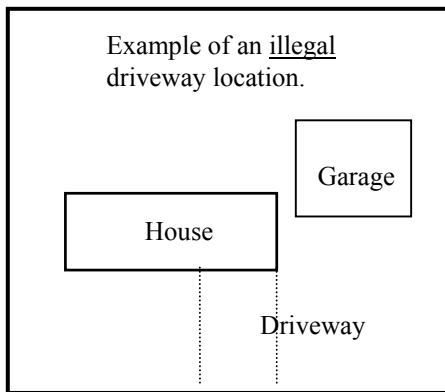 Example of an illegal
driveway location.
Garage
House
Driveway